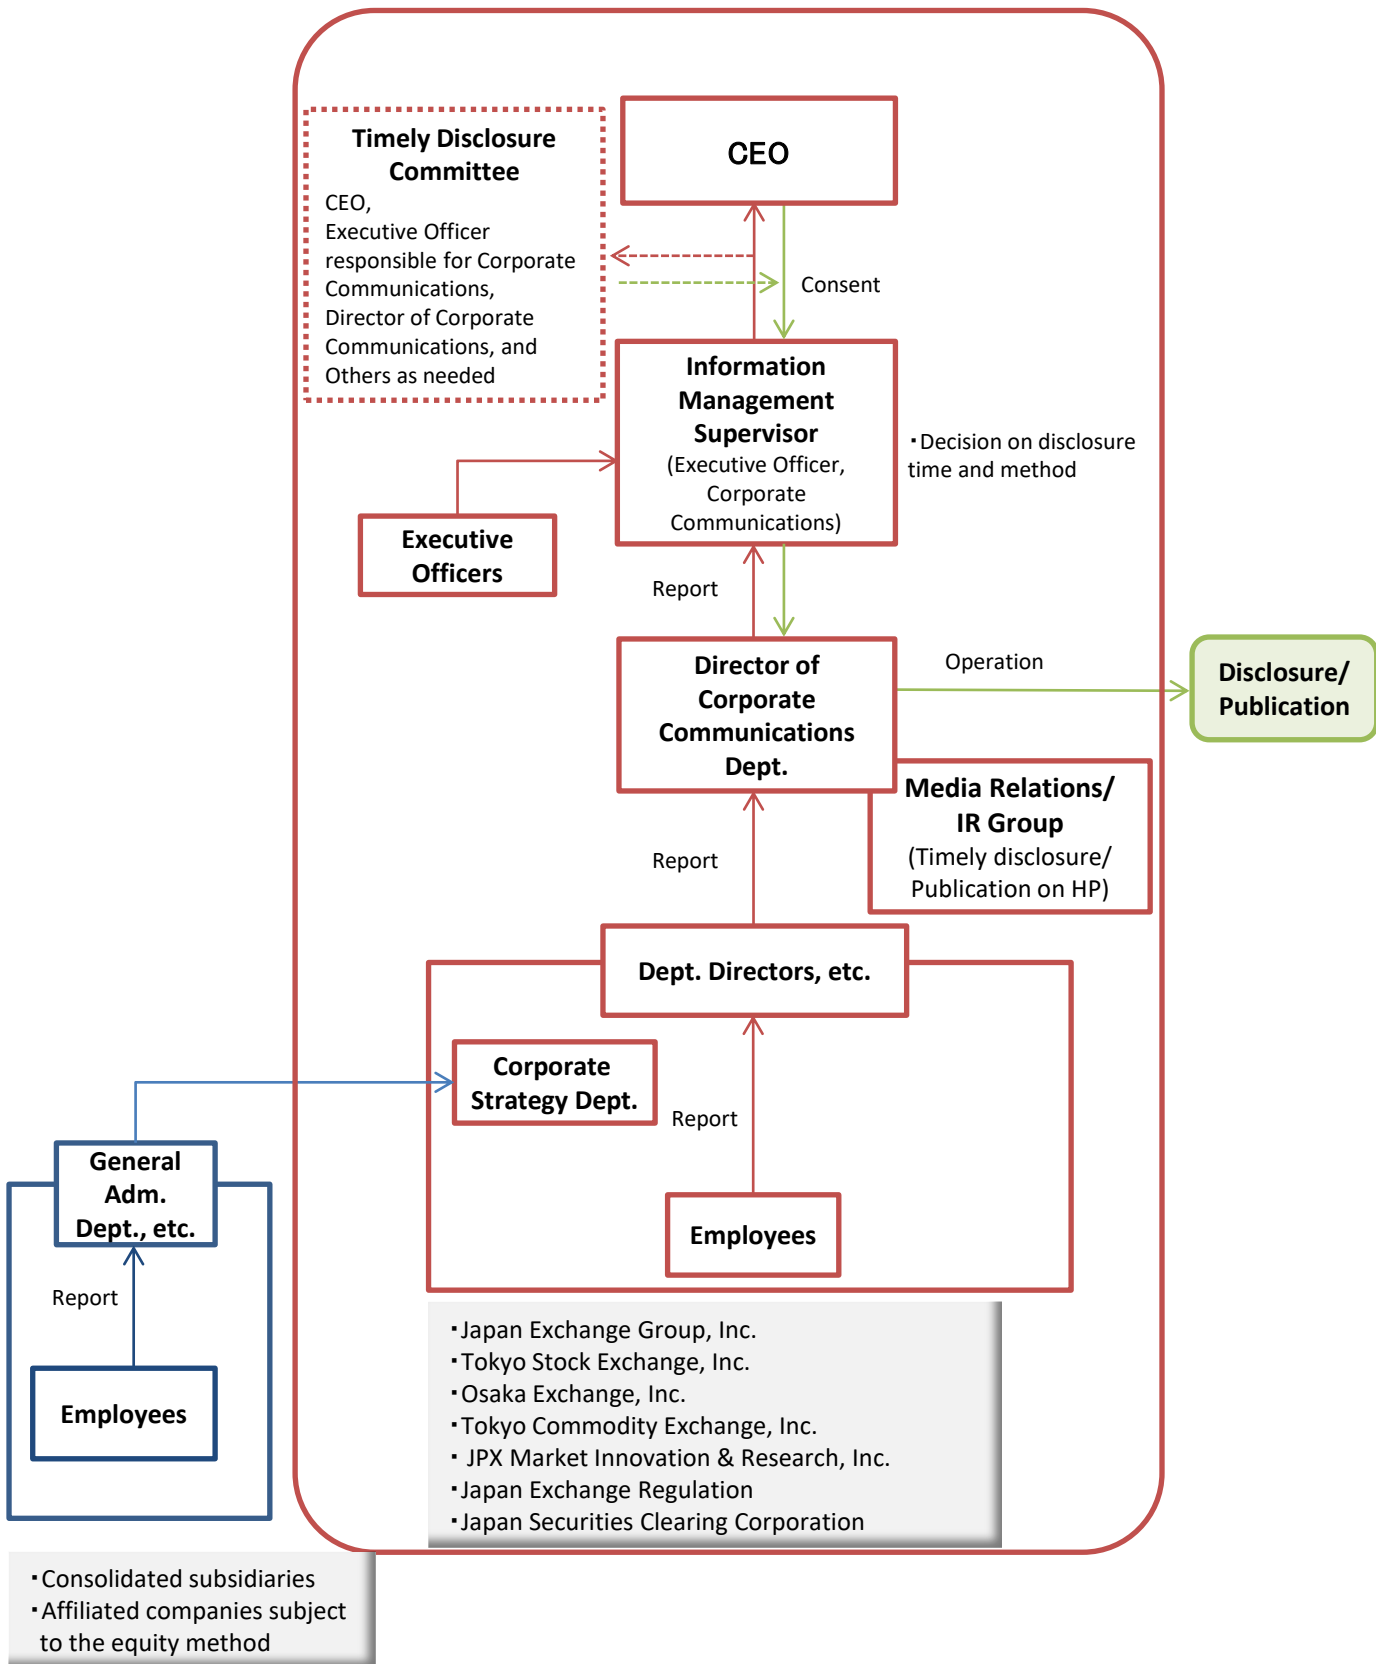 Timely Disclosure
Committee
CEO,
Executive Officer
responsible for Corporate
Communications,
Director of Corporate
Communications, and
Others as needed
CEO
Consent
Information
Management
Supervisor
(Executive Officer,
Corporate
Communications)
・Decision on disclosure
time and method
Executive
Officers
Report
Director of
Corporate
Communications
Dept.
Operation
Disclosure/
Publication
Media Relations/
IR Group
(Timely disclosure/
Publication on HP)
Report
Dept. Directors, etc.
Corporate
Strategy Dept.
Report
Employees
General
Adm.
Dept., etc.
Report
Employees
・Japan Exchange Group, Inc.
・Tokyo Stock Exchange, Inc.
・Osaka Exchange, Inc.
・Tokyo Commodity Exchange, Inc.
・ JPX Market Innovation & Research, Inc.
・Japan Exchange Regulation
・Japan Securities Clearing Corporation
・Consolidated subsidiaries
・Affiliated companies subject
to the equity method